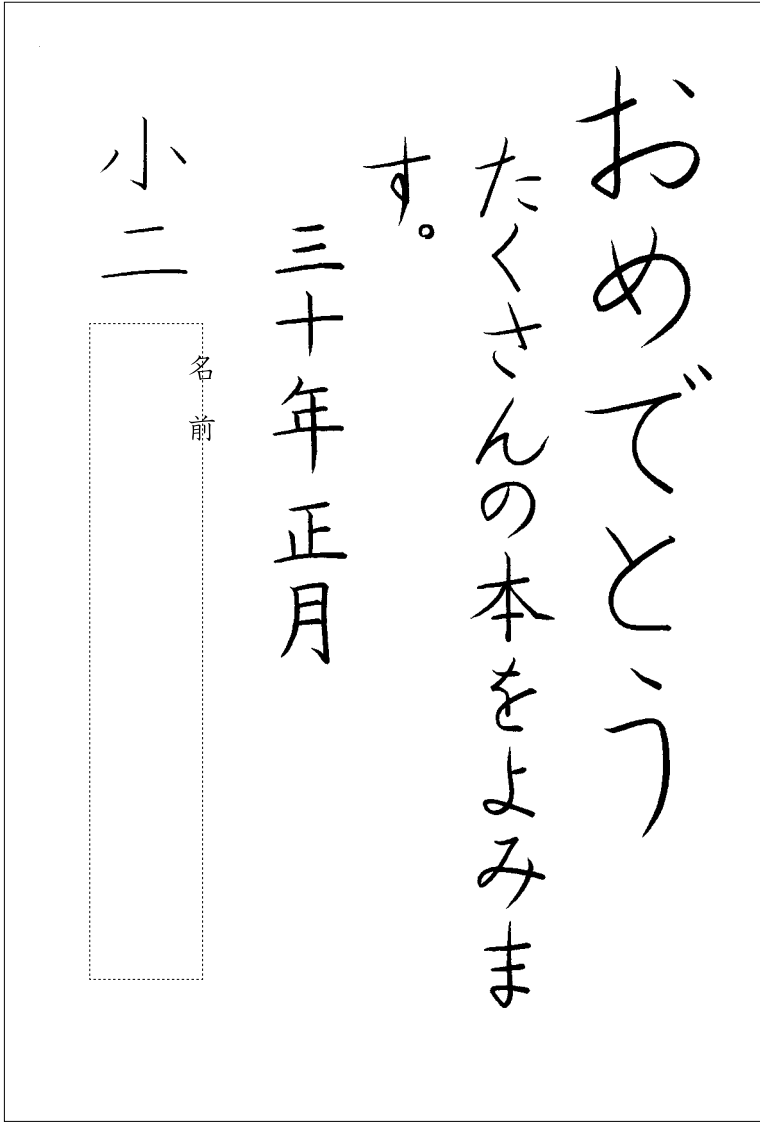 おめでとう
たくさんの本をよみま
す。
三十年正月
小二
名前